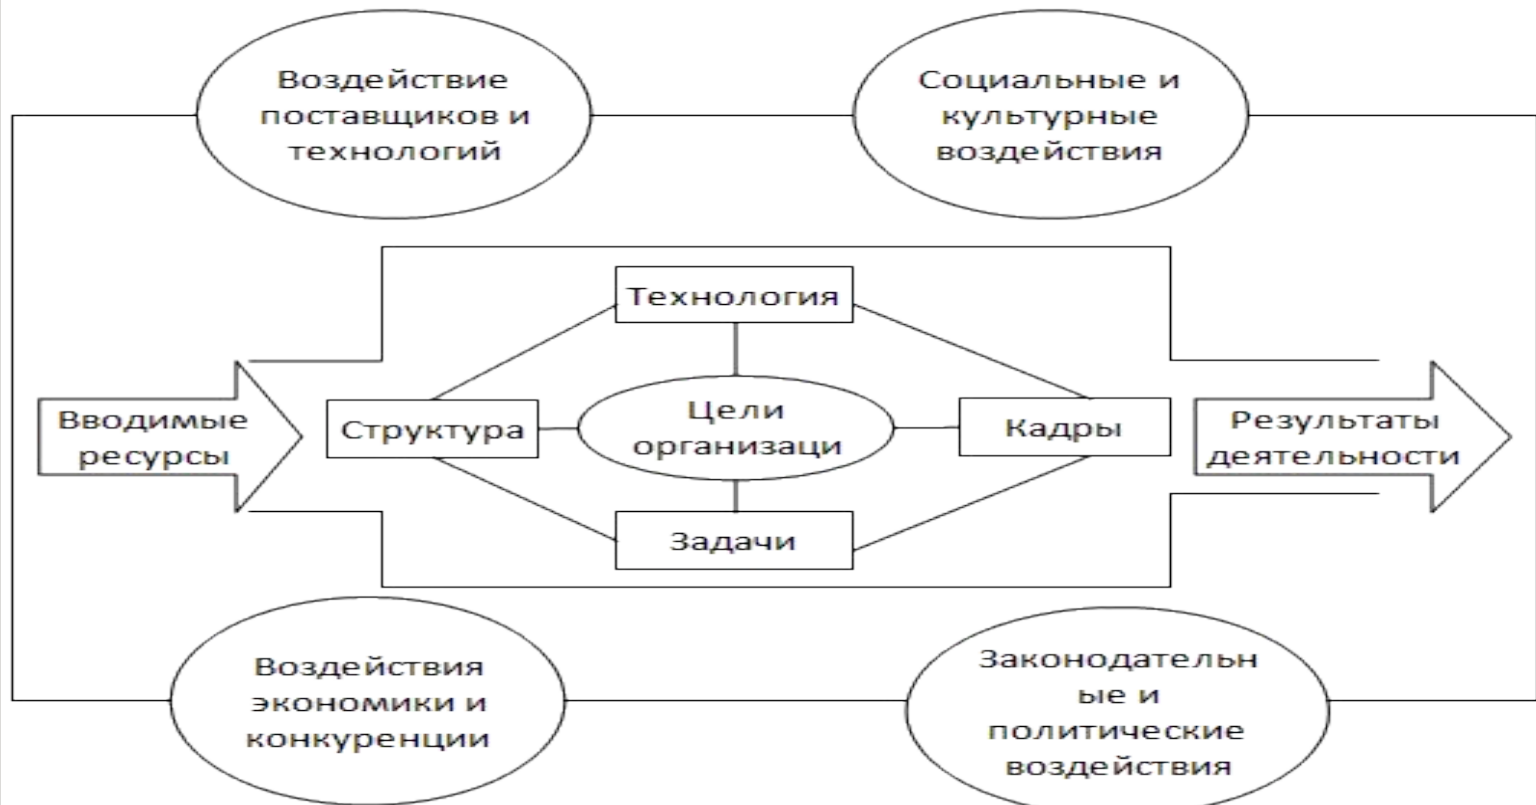 Воздействие
поставщиков и
технологий
Социальные и
культурные
воздействия
Технология
Вводимые
ресурсы
Структура
Цели
организаци
Кадры
Результаты
деятельности
Задачи
Воздействия
экономики и
конкуренции
Законодательн
ые и
политические
воздействия